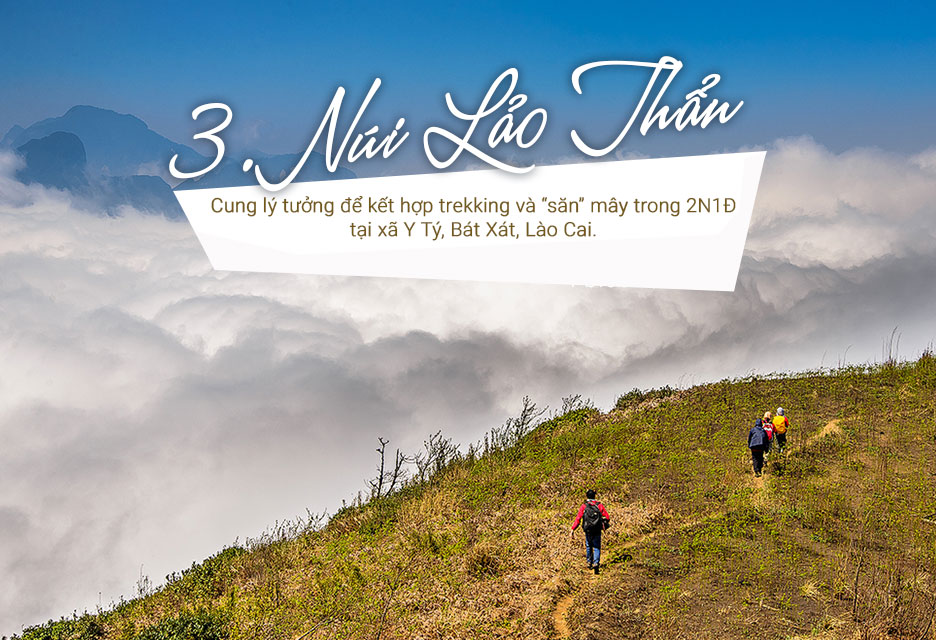 3. Núi Lảo Thẩn
Cung lý tưởng để kết hợp trekking và “săn” mây trong 2N1Đ
tại xã Y Tý, Bát Xát, Lào Cai.